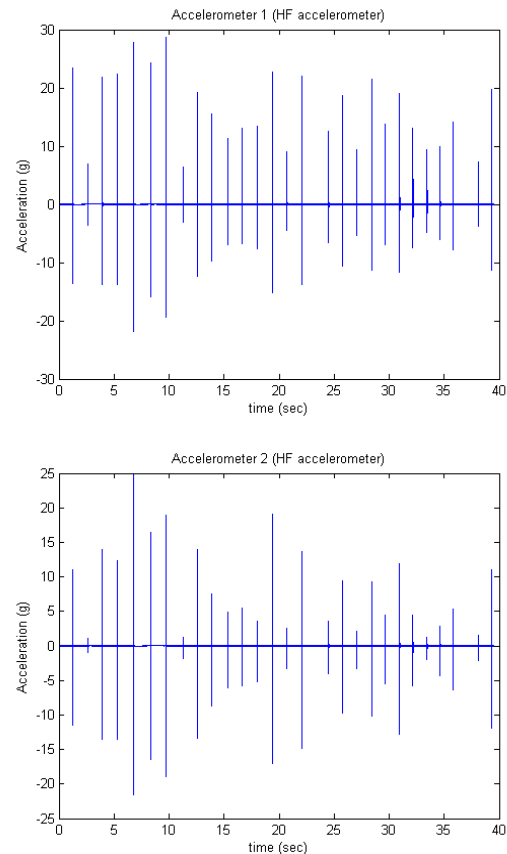 Accelerometer 1 (HF accelerometer)
30
20
10
0
-10
-20
-30
Acceleration (g)
0 5 10 15 20 25 30 35 40
time (sec)
Accelerometer 2 (HF accelerometer)
25
20
15
10
5
0
-5
-10
-15
-20
-25
Acceleration (g)
0 5 10 15 20 25 30 35 40
time (sec)